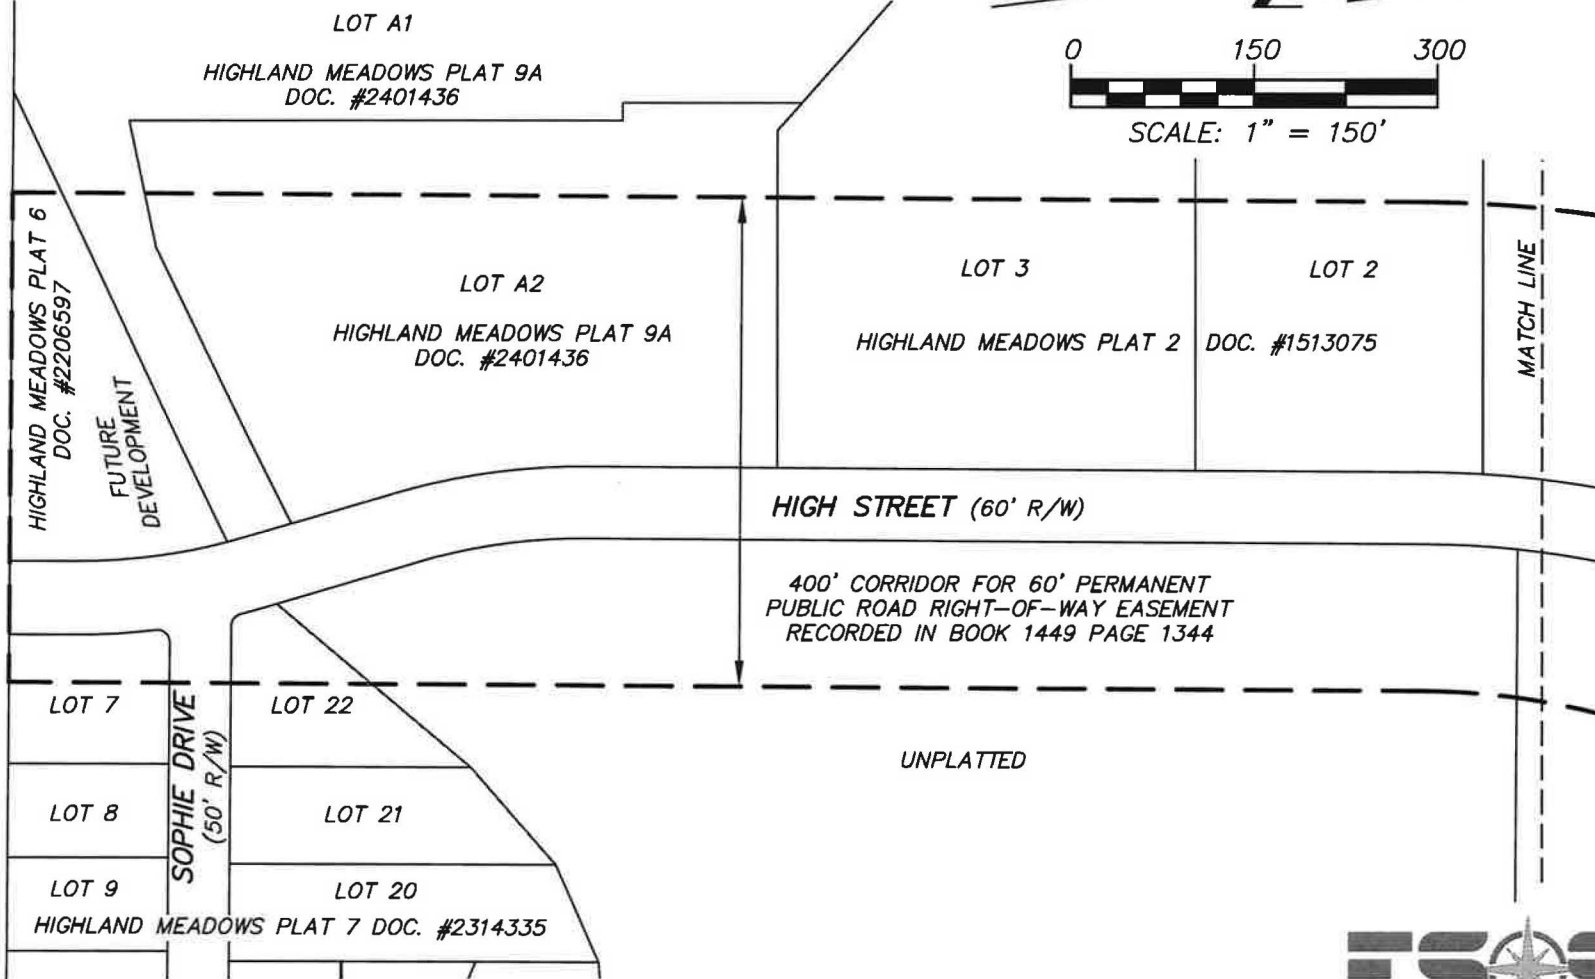 LOT A1
HIGHLAND MEADOWS PLAT 9A
DOC. #2401436
0 150 300
SCALE: 1" = 150'
HIGHLAND MEADOWS PLAT 6
DOC. #2206597
FUTURE
DEVELOPMENT
LOT A2
HIGHLAND MEADOWS PLAT 9A
DOC. #2401436
LOT 3
LOT 2
HIGHLAND MEADOWS PLAT 2 DOC. #1513075
MATCH LINE
HIGH STREET (60' R/W)
400' CORRIDOR FOR 60' PERMANENT
PUBLIC ROAD RIGHT-OF-WAY EASEMENT
RECORDED IN BOOK 1449 PAGE 1344
LOT 7
SOPHIE DRIVE
(50' R/W)
LOT 22
UNPLATTED
LOT 8
LOT 21
LOT 9
LOT 20
HIGHLAND MEADOWS PLAT 7 DOC. #2314335